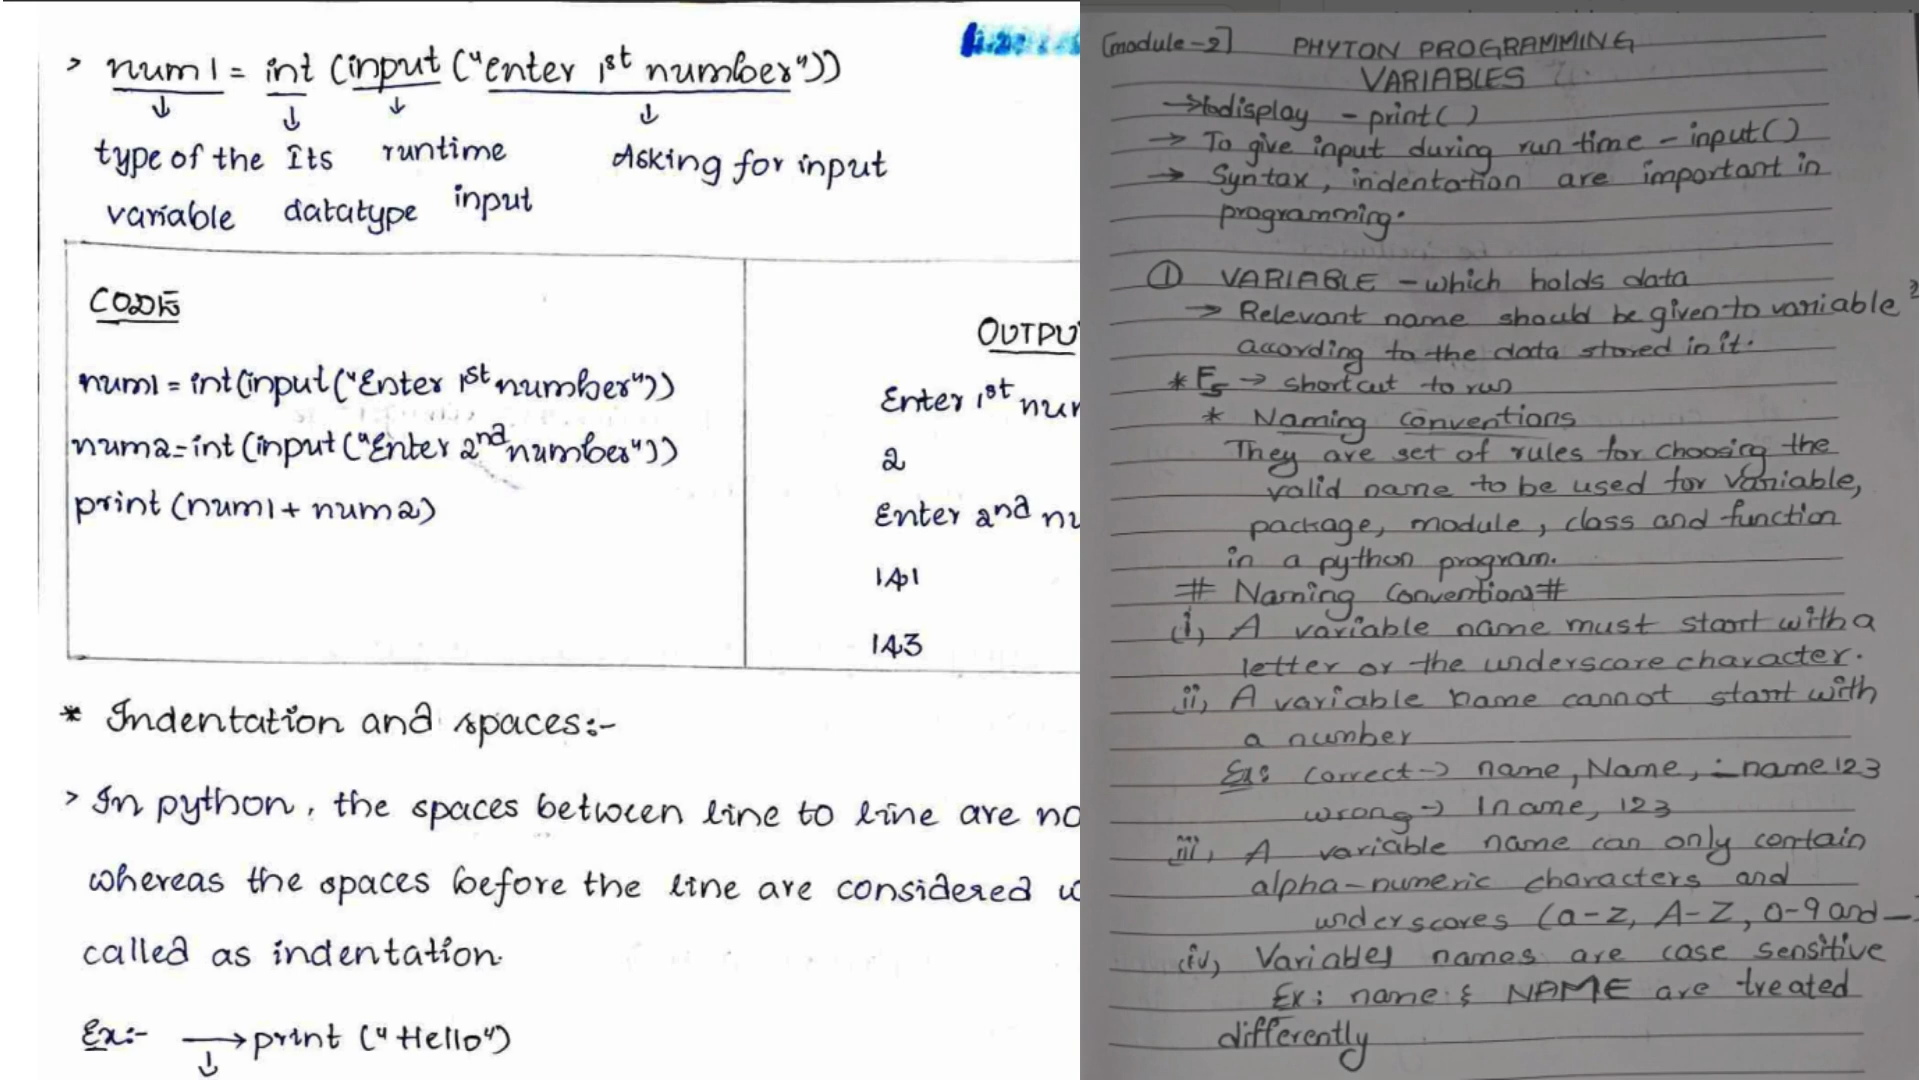 > num1 = int (input ("enter 1st number"))
type of the Its runtime Asking for input
variable datatype input
CODE
OUTPU
num1 = int(input("Enter 1st number"))
num2=int(input("Enter 2nd number"))
print (num1+ num2)
Enter 1st nu
2
Enter 2nd nu
141
143
* Indentation and spaces:-
> In python, the spaces between line to line are no
whereas the spaces before the line are considered
called as indentation.
Ex:- → print ("Hello")
[module-2] PHYTON PROGRAMMING
VARIABLES
→ to display - print( )
→ To give input during run time - input()
→ Syntax, indentation are important in
programming.
① VARIABLE - which holds data
→ Relevant name should be given to variable
according to the data stored in it.
* F5 → shortcut to run
* Naming conventions
They are set of rules for choosing the
valid name to be used for variable,
package, module, class and function
in a python program.
# Naming Conventions #
(i) A variable name must start with a
letter or the underscore character.
ii) A variable name cannot start with
a number
Ex: correct → name, Name, _name123
wrong → 1name, 123
iii) A variable name can only contain
alpha-numeric characters and
underscores (a-z, A-Z, 0-9 and _
(iv) Variables names are case sensitive
Ex: name & NAME are treated
differently